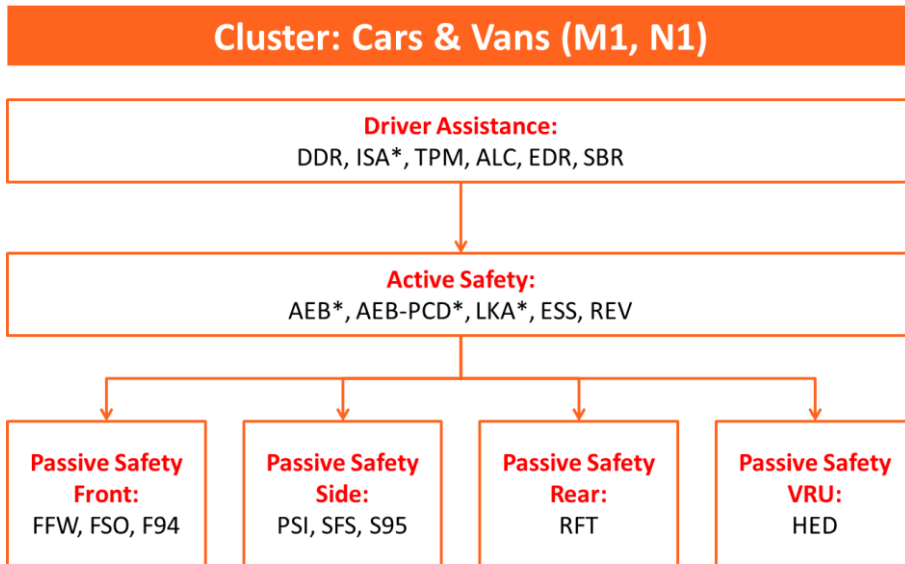 Cluster: Cars & Vans (M1, N1)
Driver Assistance:
DDR, ISA*, TPM, ALC, EDR, SBR
Active Safety:
AEB*, AEB-PCD*, LKA*, ESS, REV
Passive Safety
Front:
FFW, FSO, F94
Passive Safety
Side:
PSI, SFS, S95
Passive Safety
Rear:
RFT
Passive Safety
VRU:
HED